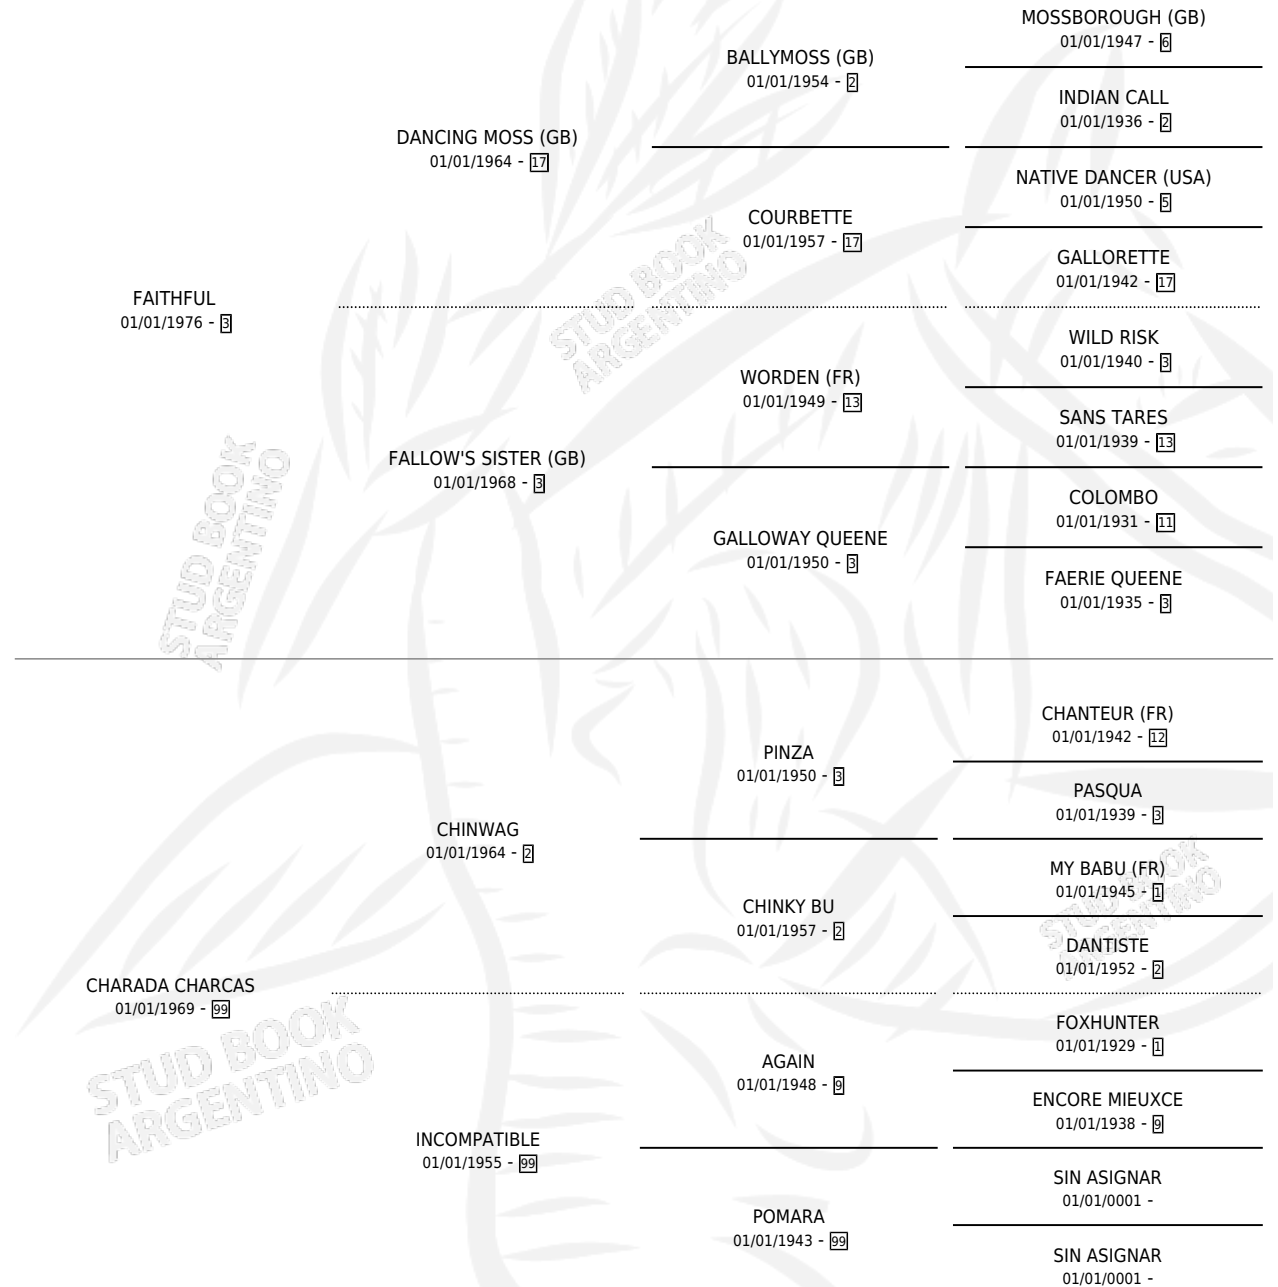 MOSSBOROUGH (GB)
01/01/1947 - 6
BALLYMOSS (GB)
01/01/1954 - 2
INDIAN CALL
01/01/1936 - 2
DANCING MOSS (GB)
01/01/1964 - 17
NATIVE DANCER (USA)
01/01/1950 - 5
COURBETTE
01/01/1957 - 17
GALLORETTE
01/01/1942 - 17
FAITHFUL
01/01/1976 - 3
WILD RISK
01/01/1940 - 3
WORDEN (FR)
01/01/1949 - 13
SANS TARES
01/01/1939 - 13
FALLOW'S SISTER (GB)
01/01/1968 - 3
COLOMBO
01/01/1931 - 11
GALLOWAY QUEENE
01/01/1950 - 3
FAERIE QUEENE
01/01/1935 - 3
CHANTEUR (FR)
01/01/1942 - 12
PINZA
01/01/1950 - 3
PASQUA
01/01/1939 - 3
CHINWAG
01/01/1964 - 2
MY BABU (FR)
01/01/1945 - 1
CHINKY BU
01/01/1957 - 2
DANTISTE
01/01/1952 - 2
CHARADA CHARCAS
01/01/1969 - 99
FOXHUNTER
01/01/1929 - 1
AGAIN
01/01/1948 - 9
ENCORE MIEUXCE
01/01/1938 - 9
INCOMPATIBLE
01/01/1955 - 99
SIN ASIGNAR
01/01/0001 -
POMARA
01/01/1943 - 99
SIN ASIGNAR
01/01/0001 -
STUD BOOK
ARGENTINO
STUD BOOK
ARGENTINO
STUD BOOK
ARGENTINO
STUD BOOK
ARGENTINO